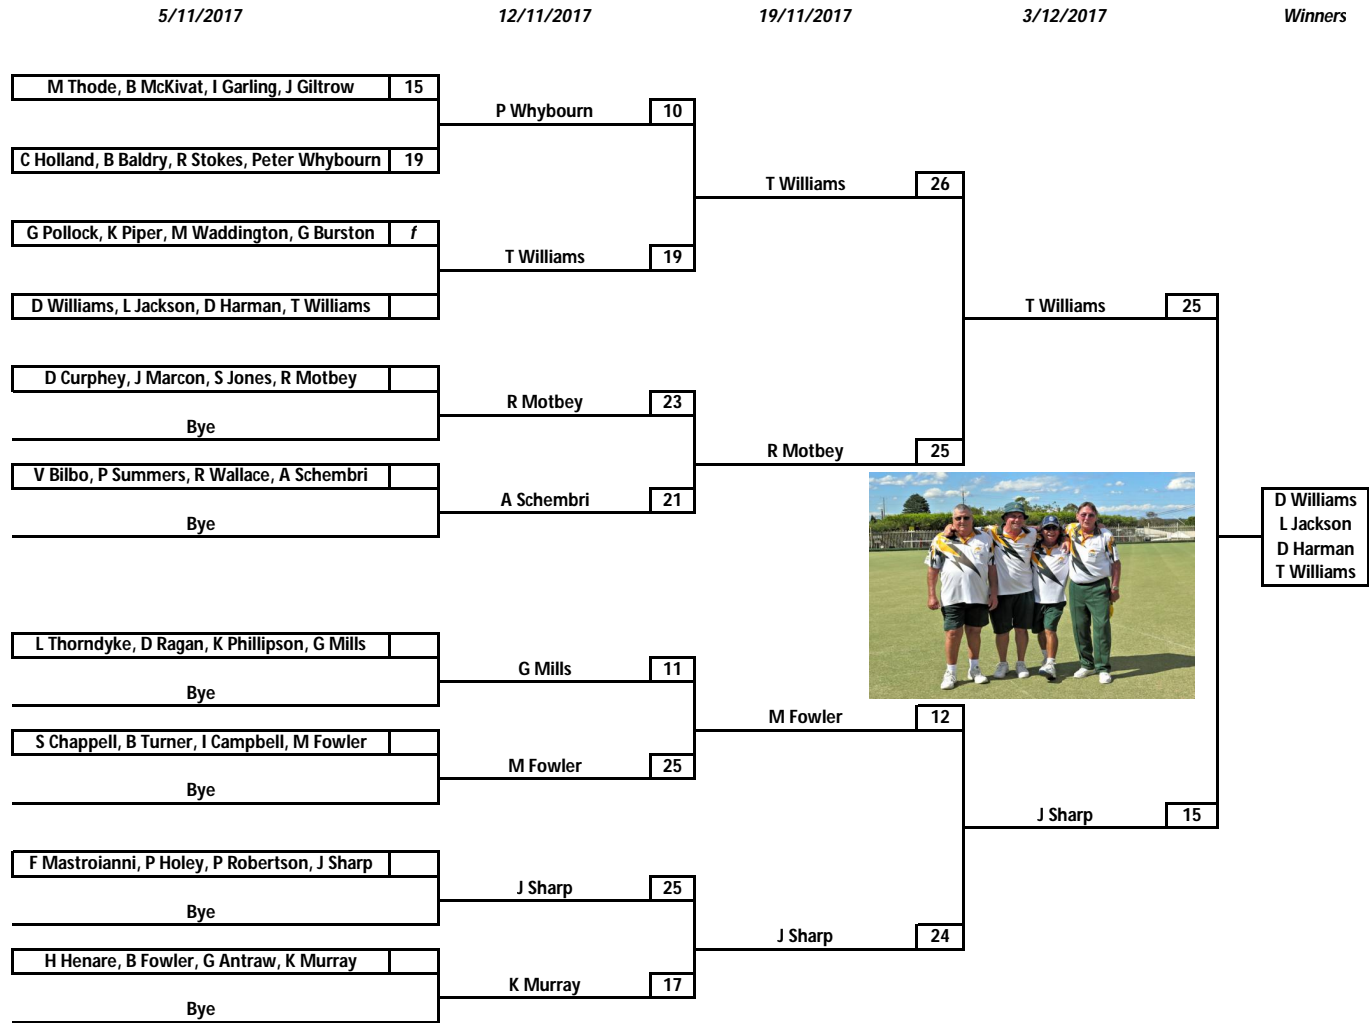 5/11/2017 12/11/2017 19/11/2017 3/12/2017 Winners
M Thode, B McKivat, I Garling, J Giltrow 15
P Whybourn 10
C Holland, B Baldry, R Stokes, Peter Whybourn 19
T Williams 26
G Pollock, K Piper, M Waddington, G Burston f
T Williams 19
D Williams, L Jackson, D Harman, T Williams
T Williams 25
D Curphey, J Marcon, S Jones, R Motbey
R Motbey 23
Bye
R Motbey 25
V Bilbo, P Summers, R Wallace, A Schembri
A Schembri 21
Bye
D Williams
L Jackson
D Harman
T Williams
L Thorndyke, D Ragan, K Phillipson, G Mills
G Mills 11
Bye
M Fowler 12
S Chappell, B Turner, I Campbell, M Fowler
M Fowler 25
Bye
J Sharp 15
F Mastroianni, P Holey, P Robertson, J Sharp
J Sharp 25
Bye
J Sharp 24
H Henare, B Fowler, G Antraw, K Murray
K Murray 17
Bye